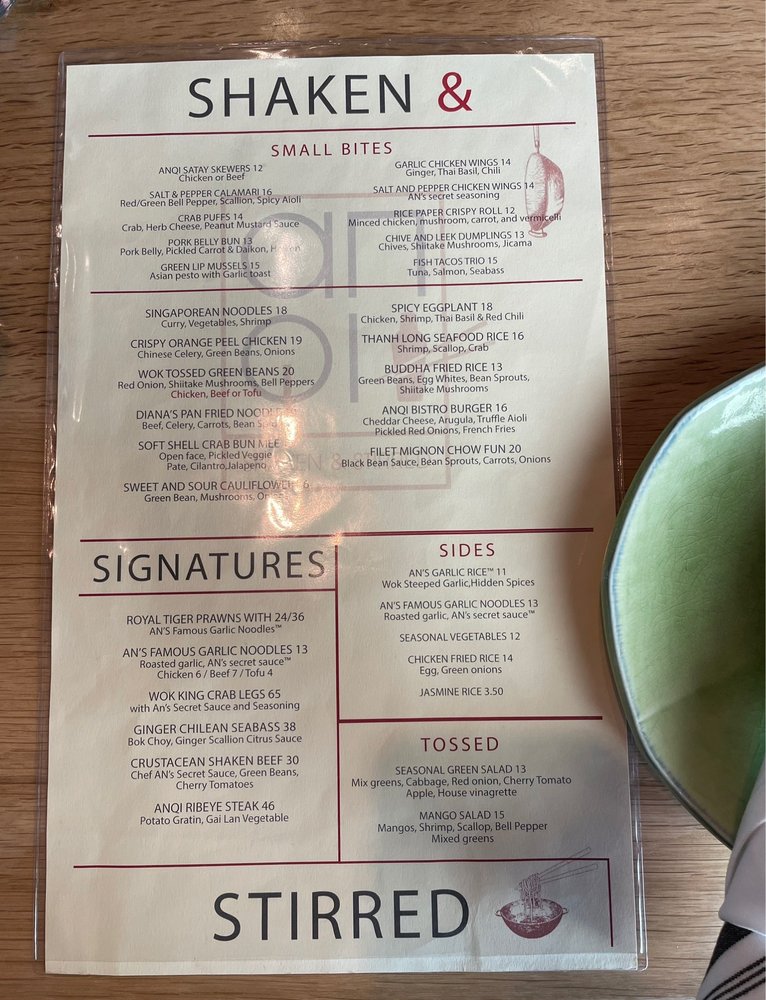 SHAKEN &
SMALL BITES
ANQI SATAY SKEWERS 12
Chicken or Beef
SALT & PEPPER CALAMARI 16
Red/Green Bell Pepper, Scallion, Spicy Aioli
CRAB PUFFS 14
Crab, Herb Cheese, Peanut Mustard Sauce
PORK BELLY BUN 13
Pork Belly, Pickled Carrot & Daikon,
GREEN LIP MUSSELS 15
Asian pesto with Garlic toast
GARLIC CHICKEN WINGS 14
Ginger, Thai Basil, Chili
SALT AND PEPPER CHICKEN WINGS 14
AN's secret seasoning
RICE PAPER CRISPY ROLL 12
Minced chicken, mushroom, carrot, and vermicelli
CHIVE AND LEEK DUMPLINGS 13
Chives, Shiitake Mushrooms, Jicama
FISH TACOS TRIO 15
Tuna, Salmon, Seabass
SINGAPOREAN NOODLES 18
Curry, Vegetables, Shrimp
CRISPY ORANGE PEEL CHICKEN 19
Chinese Celery, Green Beans, Onions
WOK TOSSED GREEN BEANS 20
Red Onion, Shiitake Mushrooms, Bell Peppers
Chicken, Beef or Tofu
DIANA'S PAN FRIED
Beef, Celery, Carrots, Bean
SOFT SHELL CRAB BUN MEE
Open face, Pickled Veggie
Pate, Cilantro,Jalapeno
SWEET AND SOUR CAULIFLOWER
Green Bean, Mushrooms,
SPICY EGGPLANT 18
Chicken, Shrimp, Thai Basil & Red Chili
THANH LONG SEAFOOD RICE 16
Shrimp, Scallop, Crab
BUDDHA FRIED RICE 13
Green Beans, Egg Whites, Bean Sprouts,
Shiitake Mushrooms
ANQI BISTRO BURGER 16
Cheddar Cheese, Arugula, Truffle Aioli
Pickled Red Onions, French Fries
FILET MIGNON CHOW FUN 20
Black Bean Sauce, Bean Sprouts, Carrots, Onions
SIGNATURES
ROYAL TIGER PRAWNS WITH 24/36
AN'S Famous Garlic Noodles™
AN'S FAMOUS GARLIC NOODLES 13
Roasted garlic, AN's secret sauce™
Chicken 6 / Beef 7 / Tofu 4
WOK KING CRAB LEGS 65
with An's Secret Sauce and Seasoning
GINGER CHILEAN SEABASS 38
Bok Choy, Ginger Scallion Citrus Sauce
CRUSTACEAN SHAKEN BEEF 30
Chef AN's Secret Sauce, Green Beans,
Cherry Tomatoes
ANQI RIBEYE STEAK 46
Potato Gratin, Gai Lan Vegetable
SIDES
AN'S GARLIC RICE™ 11
Wok Steeped Garlic,Hidden Spices
AN'S FAMOUS GARLIC NOODLES 13
Roasted garlic, AN's secret sauce™
SEASONAL VEGETABLES 12
CHICKEN FRIED RICE 14
Egg, Green onions
JASMINE RICE 3.50
TOSSED
SEASONAL GREEN SALAD 13
Mix greens, Cabbage, Red onion, Cherry Tomato
Apple, House vinagrette
MANGO SALAD 15
Mangos, Shrimp, Scallop, Bell Pepper
Mixed greens
STIRRED